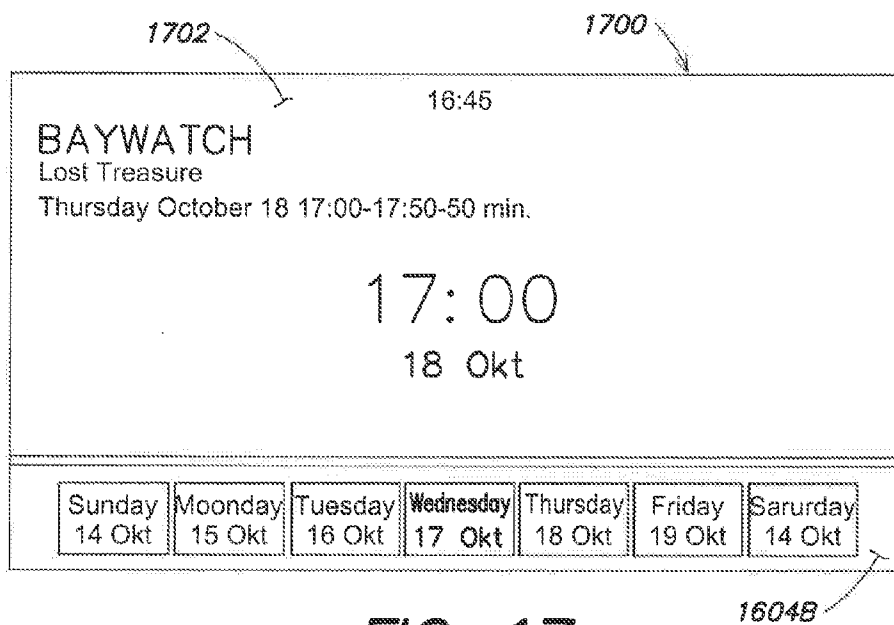 1702
1700
16:45
BAYWATCH
Lost Treasure
Thursday October 18 17:00-17:50-50 min.
17:00
18 Okt
Sunday Moonday Tuesday Wednesday Thursday Friday Sarurday
14 Okt 15 Okt 16 Okt 17 Okt 18 Okt 19 Okt 14 Okt
1604B
FIG. 17